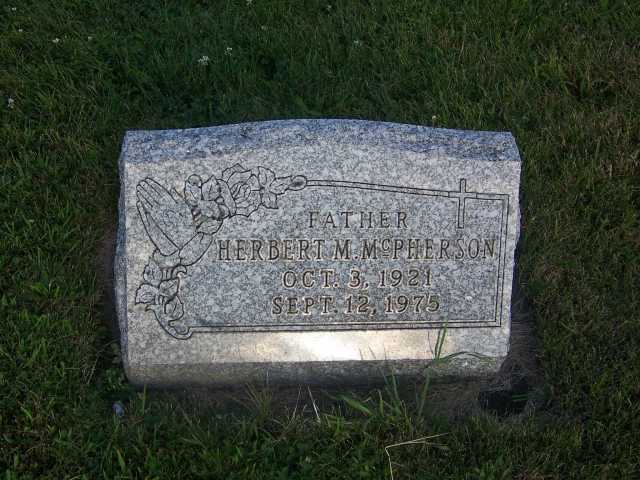 FATHER
HERBERT M. McPHERSON
OCT. 3, 1921
SEPT. 12, 1975